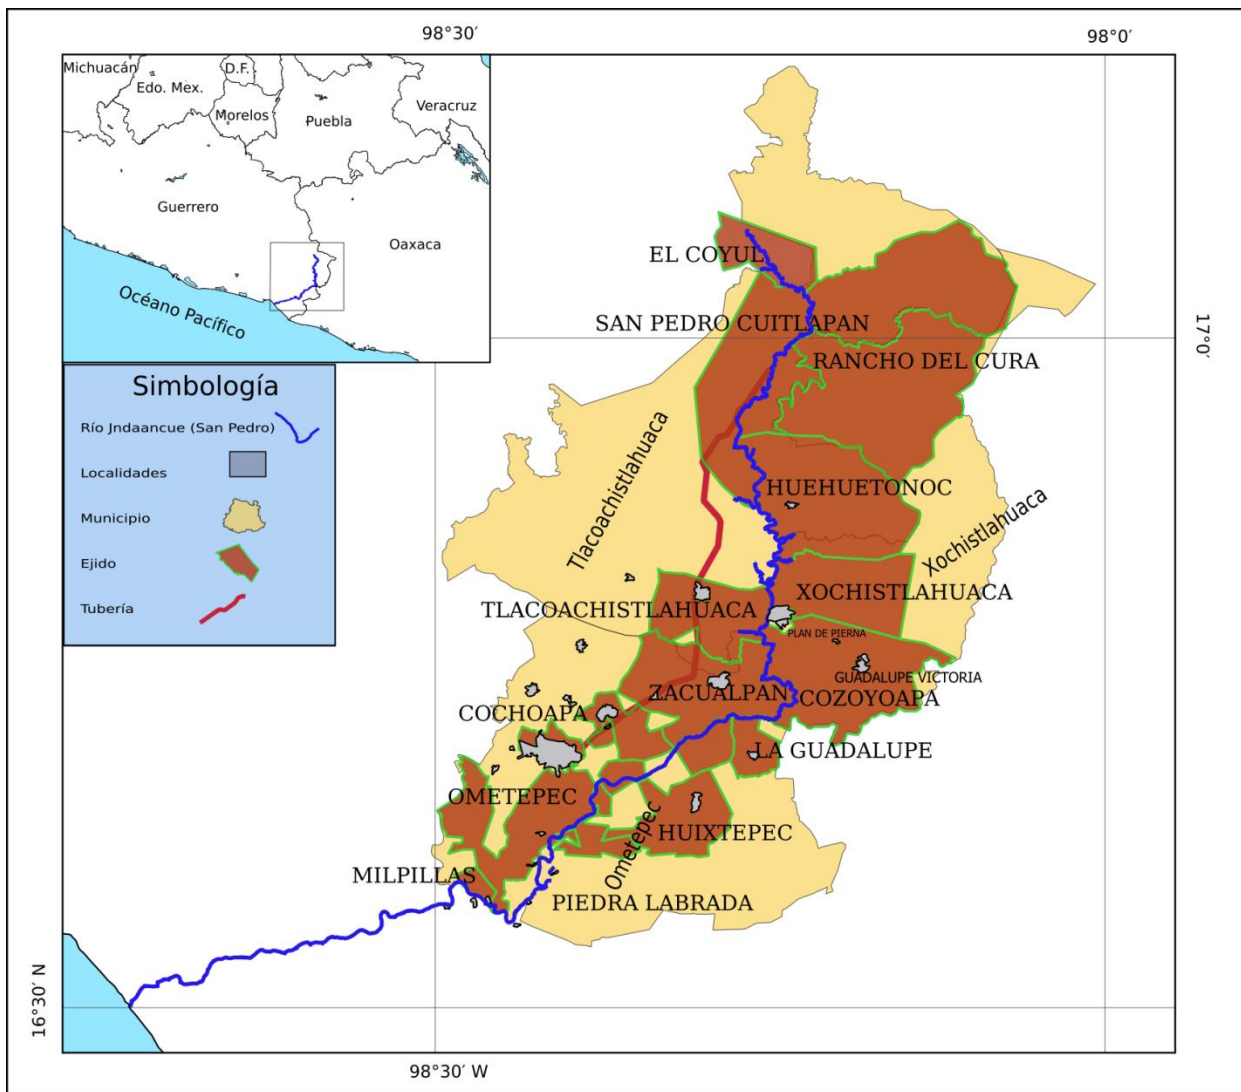 98°30′
98°0′
Michuacán
D.F.
Edo. Mex.
Morelos
Puebla
Veracruz
Guerrero
Oaxaca
Océano Pacífico
Simbología
Río Jndaancue (San Pedro)
Localidades
Municipio
Ejido
Tubería
EL COYUL
SAN PEDRO CUITLAPAN
17°0′
RANCHO DEL CURA
Tlacoachistlahuaca
HUEHUETONOC
Xochistlahuaca
XOCHISTLAHUACA
TLACOACHISTLAHUACA
PLAN DE PIERNA
GUADALUPE VICTORIA
ZACUALPAN
COZOYOAPA
COCHOAPA
LA GUADALUPE
OMETEPEC
HUIXTEPEC
Ometepec
MILPILLAS
PIEDRA LABRADA
16°30′ N
98°30′ W